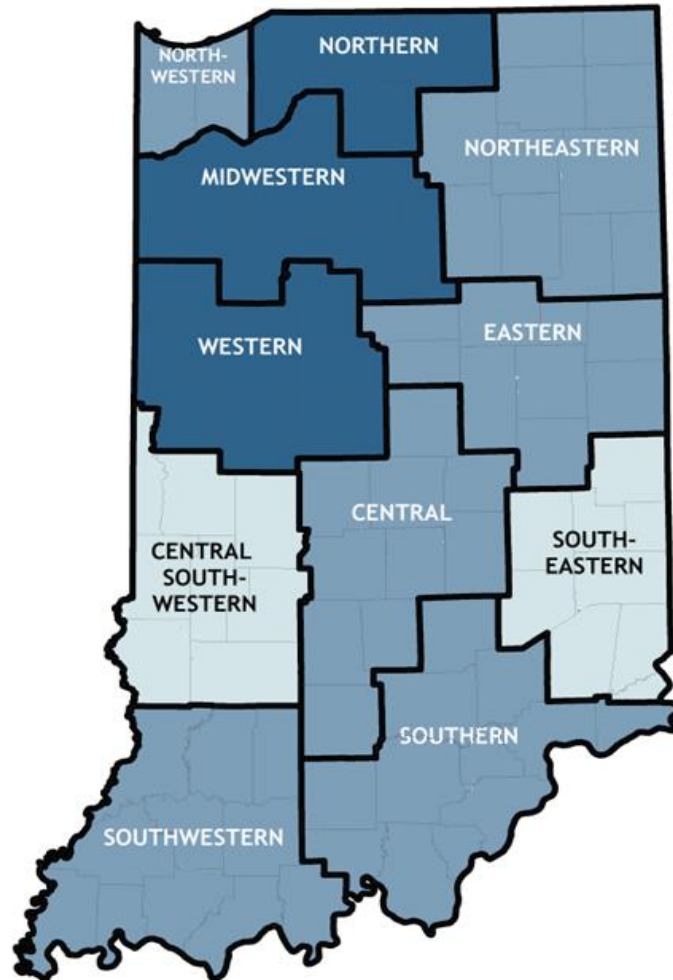 NORTHERN
NORTH-
WESTERN
NORTHEASTERN
MIDWESTERN
EASTERN
WESTERN
CENTRAL
SOUTH-
EASTERN
CENTRAL
SOUTH-
WESTERN
SOUTHERN
SOUTHWESTERN